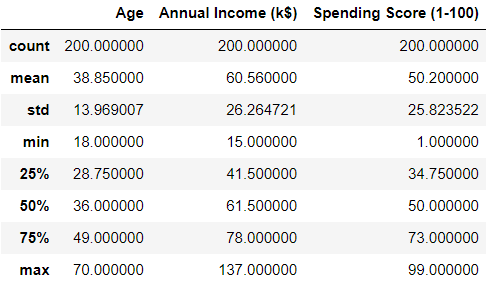 Age Annual Income (k$) Spending Score (1-100)
count 200.000000 200.000000 200.000000
mean 38.850000 60.560000 50.200000
std 13.969007 26.264721 25.823522
min 18.000000 15.000000 1.000000
25% 28.750000 41.500000 34.750000
50% 36.000000 61.500000 50.000000
75% 49.000000 78.000000 73.000000
max 70.000000 137.000000 99.000000